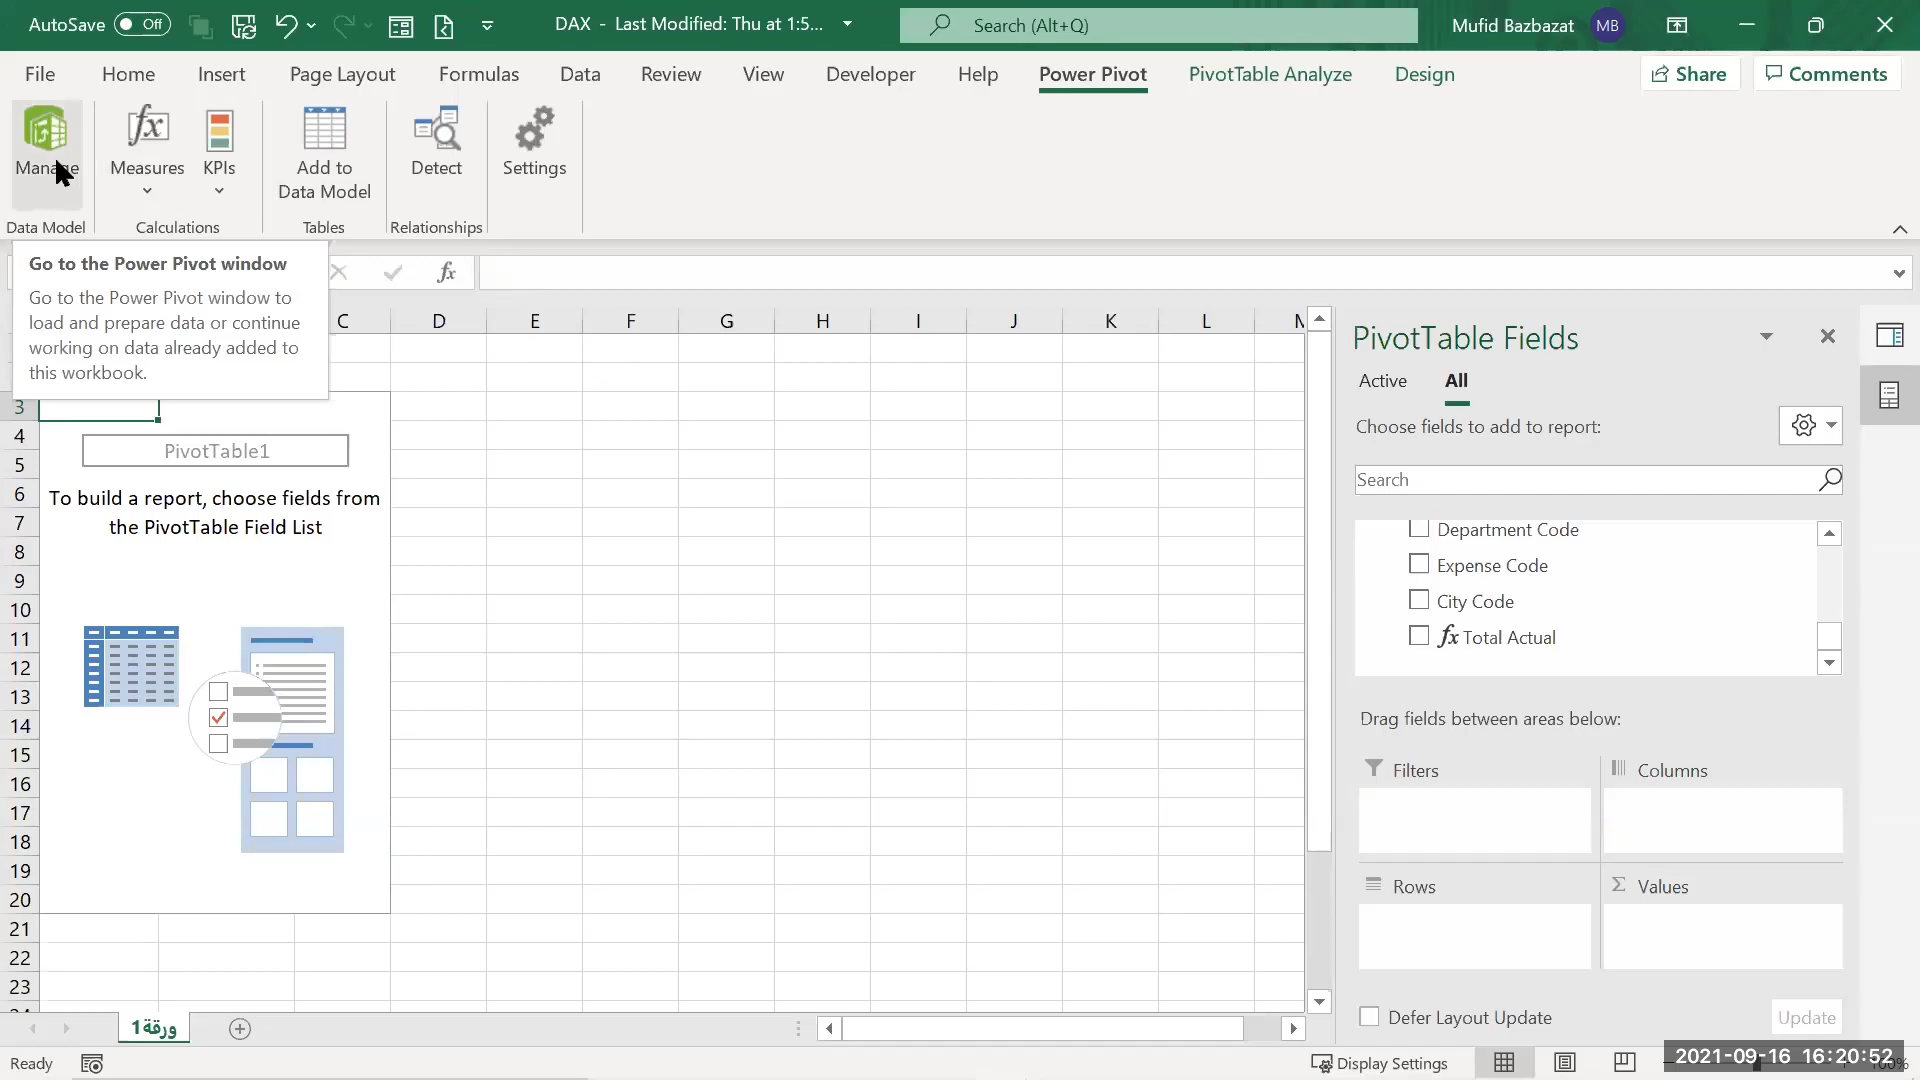 AutoSave Off
DAX - Last Modified: Thu at 1:5...
Search (Alt+Q)
Mufid Bazbazat MB
File Home Insert Page Layout Formulas Data Review View Developer Help Power Pivot PivotTable Analyze Design Share Comments
Manage
Measures
KPIs
Add to
Data Model
Detect
Settings
Data Model
Calculations
Tables
Relationships
Go to the Power Pivot window
Go to the Power Pivot window to
load and prepare data or continue
working on data already added to
this workbook.
fx
C D E F G H I J K L
3
4
5
6
7
8
9
10
11
12
13
14
15
16
17
18
19
20
21
22
23
PivotTable1
To build a report, choose fields from
the PivotTable Field List
PivotTable Fields
Active All
Choose fields to add to report:
Search
Department Code
Expense Code
City Code
fx Total Actual
Drag fields between areas below:
Filters
Columns
Rows
Σ Values
Defer Layout Update
Update
ورقة1
Ready
Display Settings
2021-09-16 16:20:52